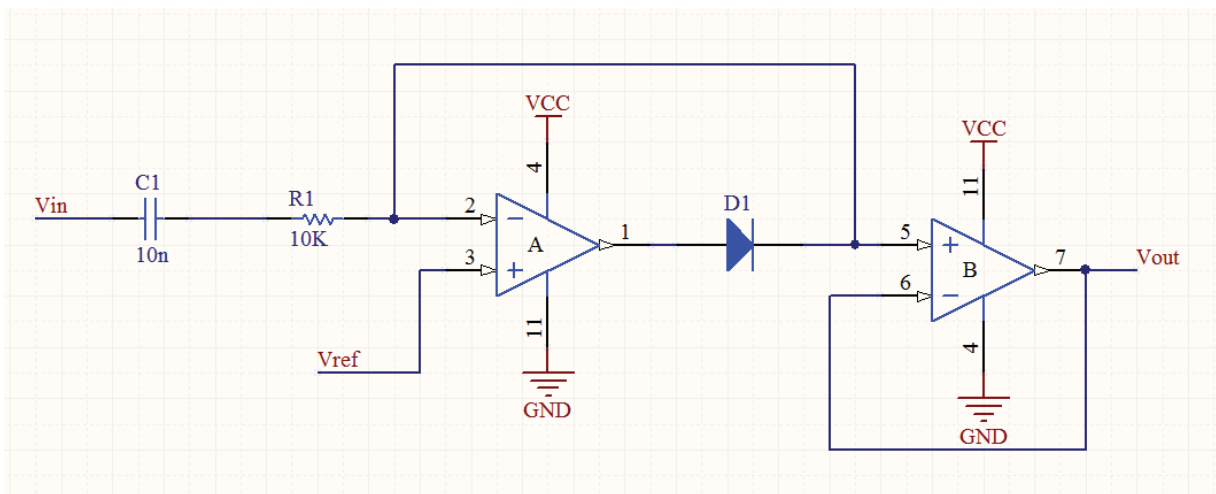 VCC
VCC
4
11
C1
R1
D1
Vin
2
1
5
7
Vout
10n
10K
A
+
B
3
+
6
11
4
Vref
GND
GND